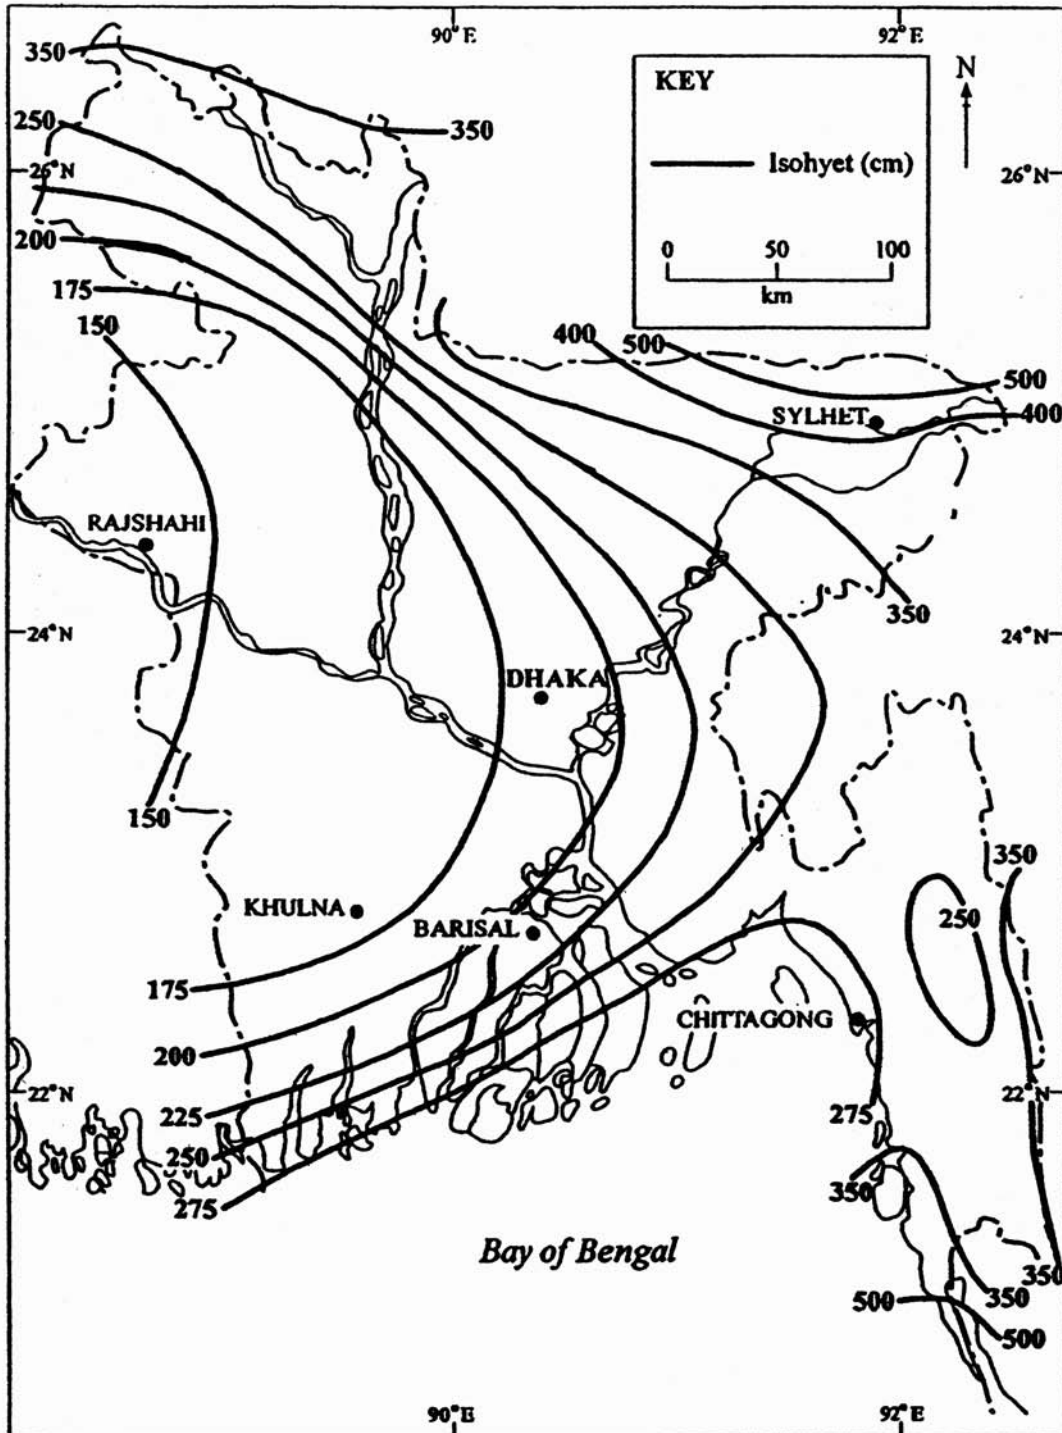 90°E
92°E
350
KEY
N
250
350
Isohyet (cm)
26°N
26°N
200
0
50
100
km
175
150
400
500
500
SYLHET
400
RAJSHAHI
350
24°N
24°N
DHAKA
150
350
KHULNA
250
BARISAL
175
CHITTAGONG
200
22°N
22°N
225
275
250
350
275
Bay of Bengal
350
500
350
500
90°E
92°E